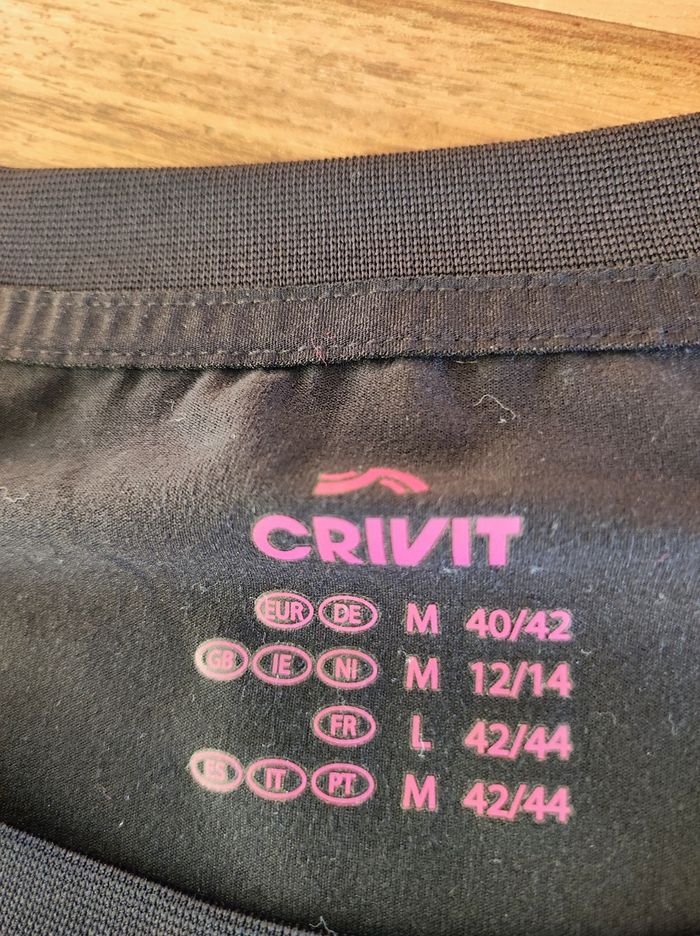 CRIVIT
EUR DE M 40/42
GB IE NI M 12/14
FR L 42/44
ES IT PT M 42/44